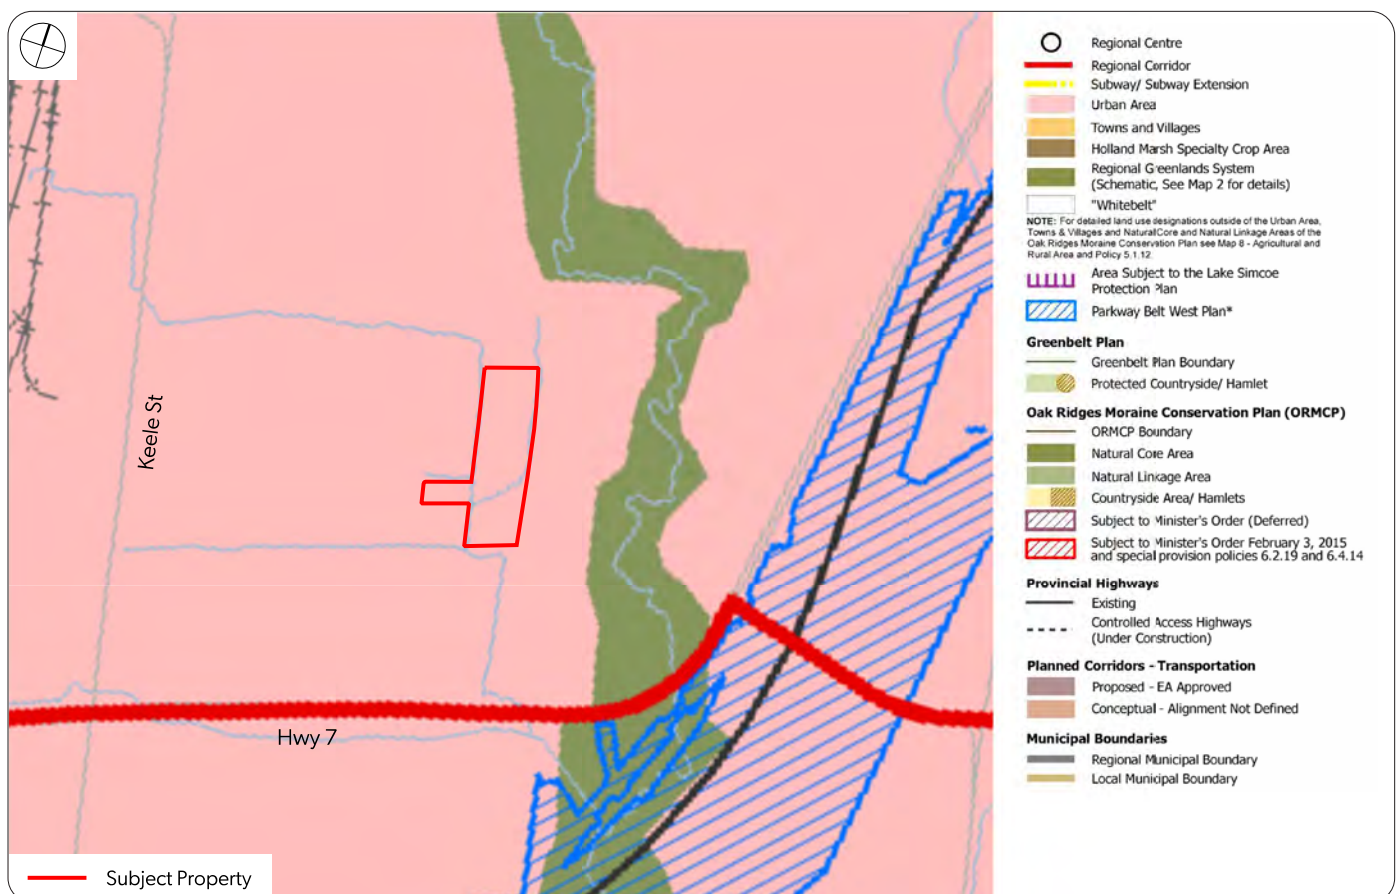 Keele St
Hwy 7
Subject Property
Regional Centre
Regional Corridor
Subway/ Subway Extension
Urban Area
Towns and Villages
Holland Marsh Specialty Crop Area
Regional Greenlands System
(Schematic, See Map 2 for details)
"Whitebelt"
NOTE: For detailed land use designations outside of the Urban Area,
Towns & Villages and Natural Core and Natural Linkage Areas of the
Oak Ridges Moraine Conservation Plan see Map 8 - Agricultural and
Rural Area and Policy 5.1.12
Area Subject to the Lake Simcoe
Protection Plan
Parkway Belt West Plan*
Greenbelt Plan
Greenbelt Plan Boundary
Protected Countryside/ Hamlet
Oak Ridges Moraine Conservation Plan (ORMCP)
ORMCP Boundary
Natural Core Area
Natural Linkage Area
Countryside Area/ Hamlets
Subject to Minister's Order (Deferred)
Subject to Minister's Order February 3, 2015
and special provision policies 6.2.19 and 6.4.14
Provincial Highways
Existing
Controlled Access Highways
(Under Construction)
Planned Corridors - Transportation
Proposed - EA Approved
Conceptual - Alignment Not Defined
Municipal Boundaries
Regional Municipal Boundary
Local Municipal Boundary